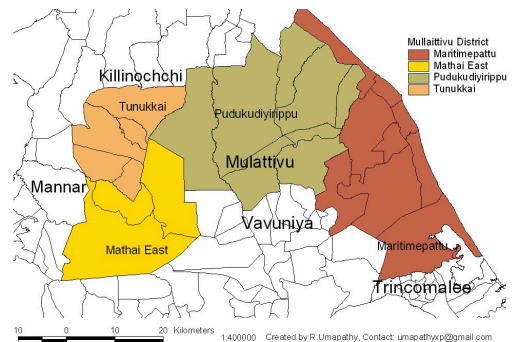 Mullaittivu District
Maritimepattu
Mathai East
Pudukudiyirippu
Tunukkai
Killinochchi
Tunukkai
Pudukudiyirippu
Mulattivu
Mannar
Vavuniya
Mathai East
Maritimepattu
Trincomalee
10 0 10 20 Kilometers
1:400000 Created by R.Umapathy, Contact: umapathyxp@gmail.com